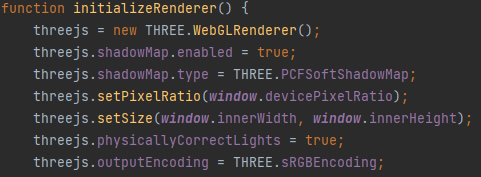 function initializeRenderer() {
threejs = new THREE.WebGLRenderer();
threejs.shadowMap.enabled = true;
threejs.shadowMap.type = THREE.PCFSoftShadowMap;
threejs.setPixelRatio(window.devicePixelRatio);
threejs.setSize(window.innerWidth, window.innerHeight);
threejs.physicallyCorrectLights = true;
threejs.outputEncoding = THREE.sRGBEncoding;